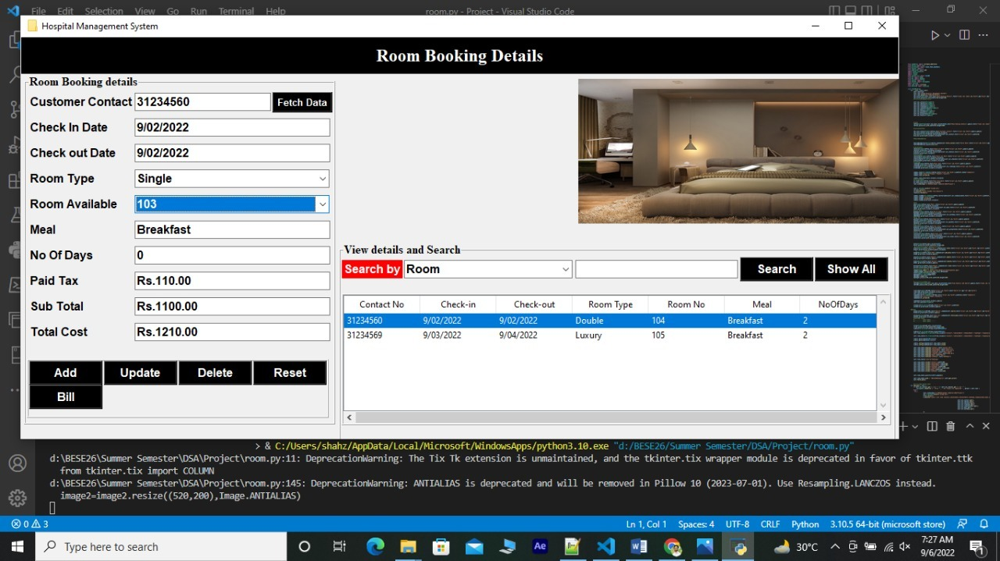 File Edit Selection View Go Run Terminal Help room.py - Project - Visual Studio Code
Hospital Management System
Room Booking Details
Room Booking details
Customer Contact 31234560 Fetch Data
Check In Date 9/02/2022
Check out Date 9/02/2022
Room Type Single
Room Available 103
Meal Breakfast
No Of Days 0
Paid Tax Rs.110.00
Sub Total Rs.1100.00
Total Cost Rs.1210.00
Add Update Delete Reset
Bill
View details and Search
Search by Room Search Show All
Contact No Check-in Check-out Room Type Room No Meal NoOfDays
31234560 9/02/2022 9/02/2022 Double 104 Breakfast 2
31234569 9/03/2022 9/04/2022 Luxury 105 Breakfast 2
> & C:/Users/shahz/AppData/Local/Microsoft/WindowsApps/python3.10.exe "d:/BESE26/Summer Semester/DSA/Project/room.py"
d:\BESE26\Summer Semester\DSA\Project\room.py:11: DeprecationWarning: The Tix Tk extension is unmaintained, and the tkinter.tix wrapper module is deprecated in favor of tkinter.ttk
from tkinter.tix import COLUMN
d:\BESE26\Summer Semester\DSA\Project\room.py:145: DeprecationWarning: ANTIALIAS is deprecated and will be removed in Pillow 10 (2023-07-01). Use Resampling.LANCZOS instead.
image2=image2.resize((520,200),Image.ANTIALIAS)
0 3 Ln 1, Col 1 Spaces: 4 UTF-8 CRLF Python 3.10.5 64-bit (microsoft store)
Type here to search Ae 30°C 7:27 AM
9/6/2022 1